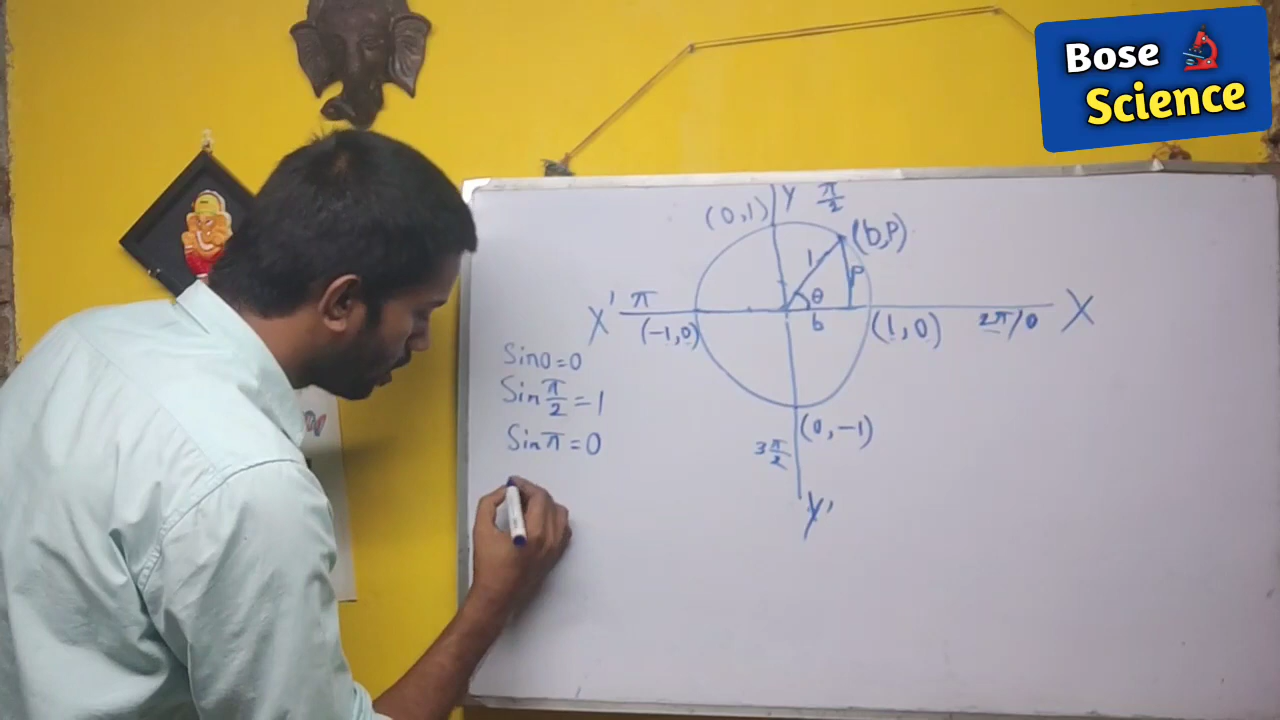 Bose
Science
(0,1)
Y
π/2
(b,P)
1
P
θ
X'
π
b
(-1,0)
(1,0)
2π/0
X
Sin0=0
Sin π/2 =1
Sinπ=0
(0,-1)
3π/2
Y'